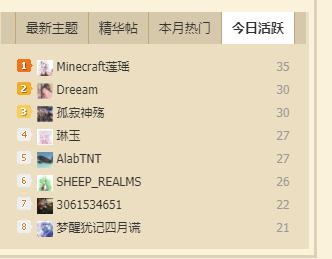 最新主题 精华帖 本月热门 今日活跃
1 Minecraft莲瑶 35
2 Dreeam 30
3 孤寂神殇 30
4 琳玉 27
5 AlabTNT 27
6 SHEEP_REALMS 26
7 3061534651 22
8 梦醒犹记四月谎 21